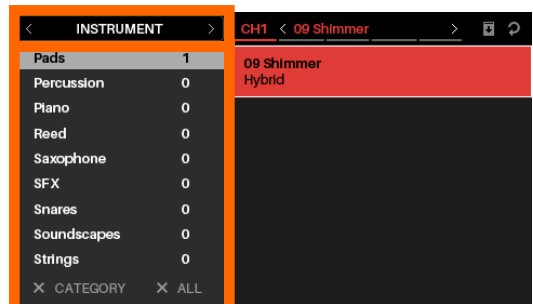 < INSTRUMENT >
Pads 1
Percussion 0
Piano 0
Reed 0
Saxophone 0
SFX 0
Snares 0
Soundscapes 0
Strings 0
× CATEGORY × ALL
CH1 < 09 Shimmer >
09 Shimmer
Hybrid